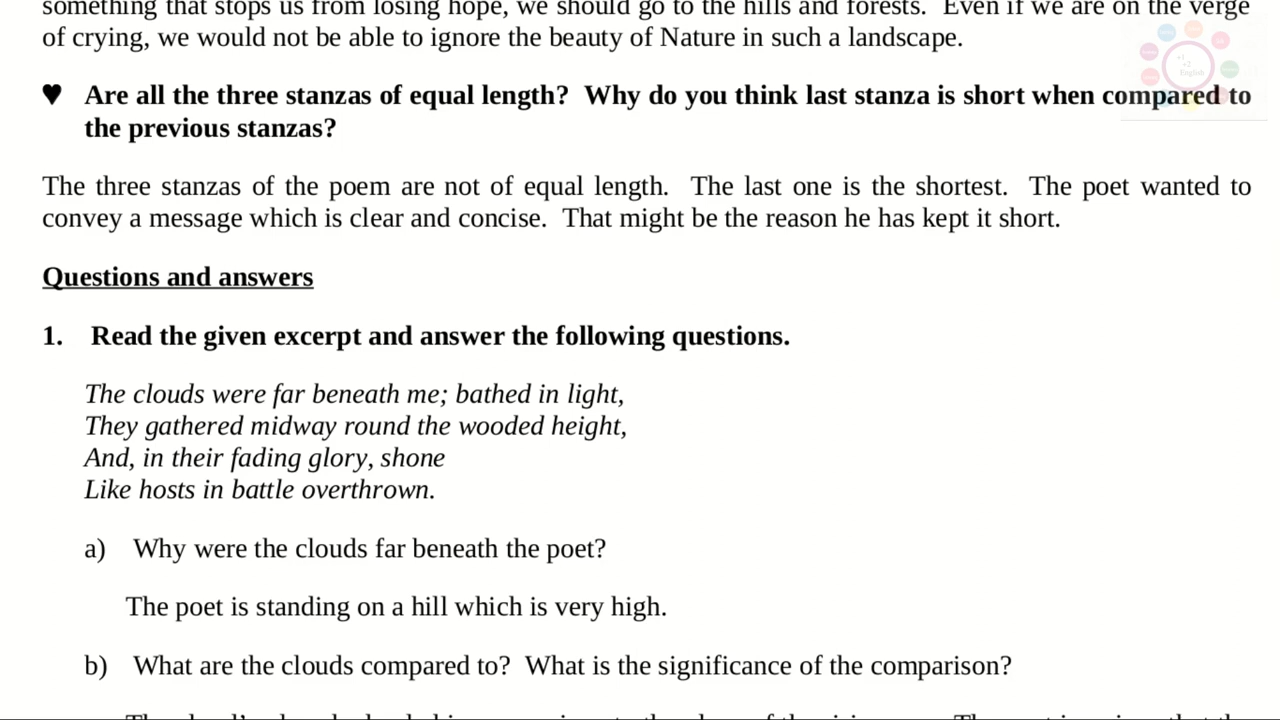 something that stops us from losing hope, we should go to the hills and forests. Even if we are on the verge
of crying, we would not be able to ignore the beauty of Nature in such a landscape.
♥ Are all the three stanzas of equal length? Why do you think last stanza is short when compared to
the previous stanzas?
The three stanzas of the poem are not of equal length. The last one is the shortest. The poet wanted to
convey a message which is clear and concise. That might be the reason he has kept it short.
Questions and answers
1. Read the given excerpt and answer the following questions.
The clouds were far beneath me; bathed in light,
They gathered midway round the wooded height,
And, in their fading glory, shone
Like hosts in battle overthrown.
a) Why were the clouds far beneath the poet?
The poet is standing on a hill which is very high.
b) What are the clouds compared to? What is the significance of the comparison?
+1
+2
English